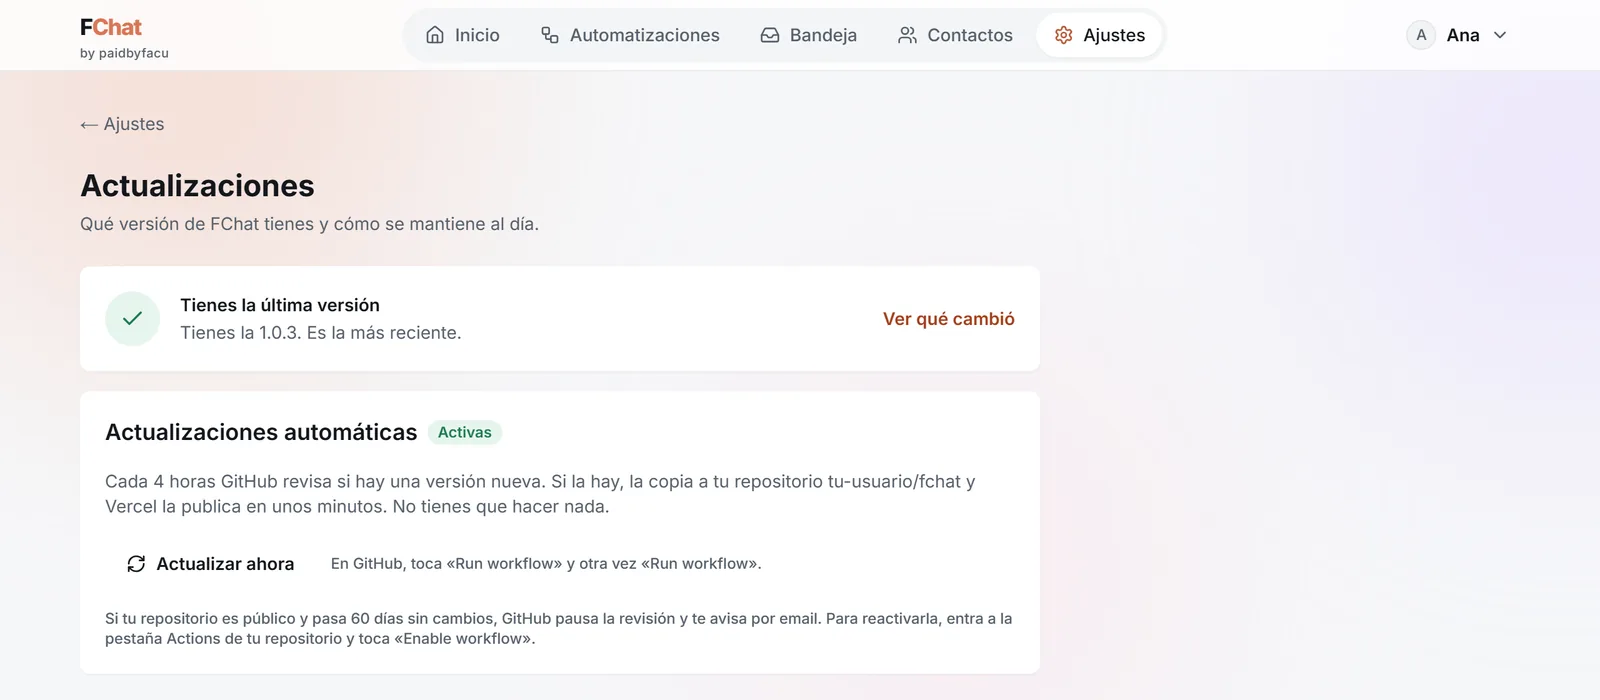 FChat
by paidbyfacu
Inicio
Automatizaciones
Bandeja
Contactos
Ajustes
A
Ana
← Ajustes
Actualizaciones
Qué versión de FChat tienes y cómo se mantiene al día.
Tienes la última versión
Tienes la 1.0.3. Es la más reciente.
Ver qué cambió
Actualizaciones automáticas
Activas
Cada 4 horas GitHub revisa si hay una versión nueva. Si la hay, la copia a tu repositorio tu-usuario/fchat y
Vercel la publica en unos minutos. No tienes que hacer nada.
Actualizar ahora
En GitHub, toca «Run workflow» y otra vez «Run workflow».
Si tu repositorio es público y pasa 60 días sin cambios, GitHub pausa la revisión y te avisa por email. Para reactivarla, entra a la
pestaña Actions de tu repositorio y toca «Enable workflow».